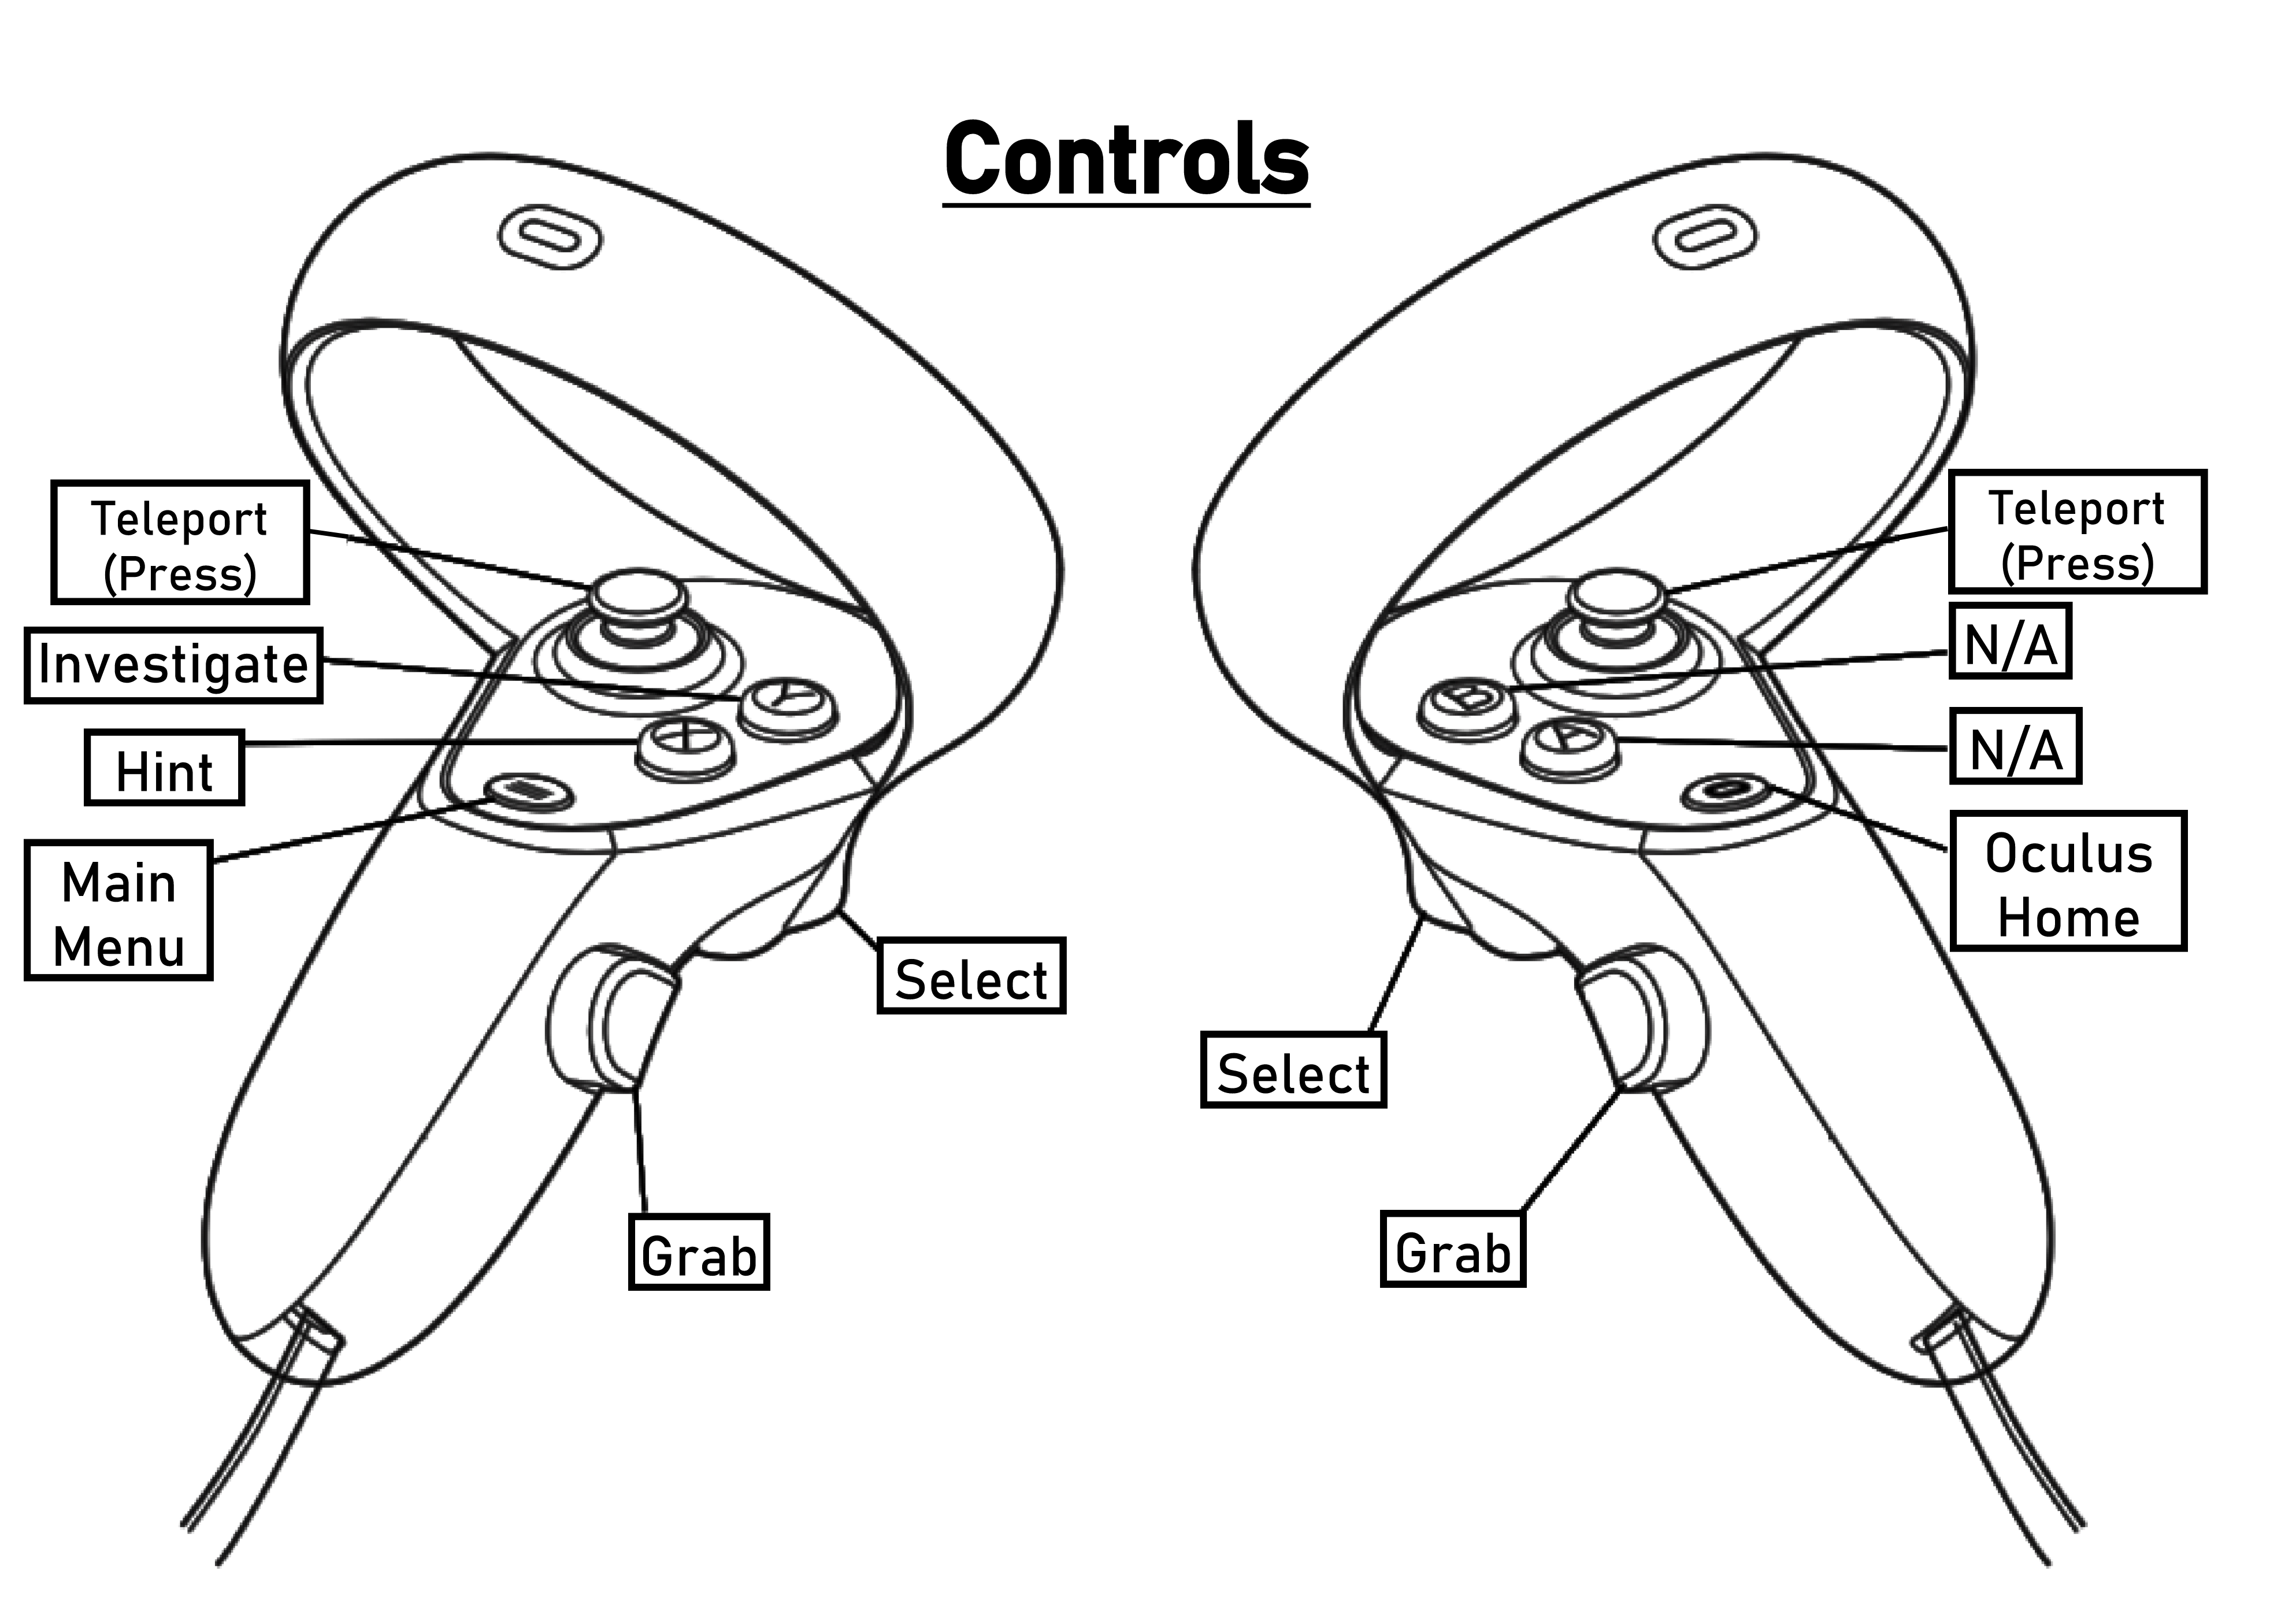 Controls
Teleport
(Press)
Investigate
Hint
Main
Menu
Select
Grab
Teleport
(Press)
N/A
N/A
Oculus
Home
Select
Grab
Y
B
A